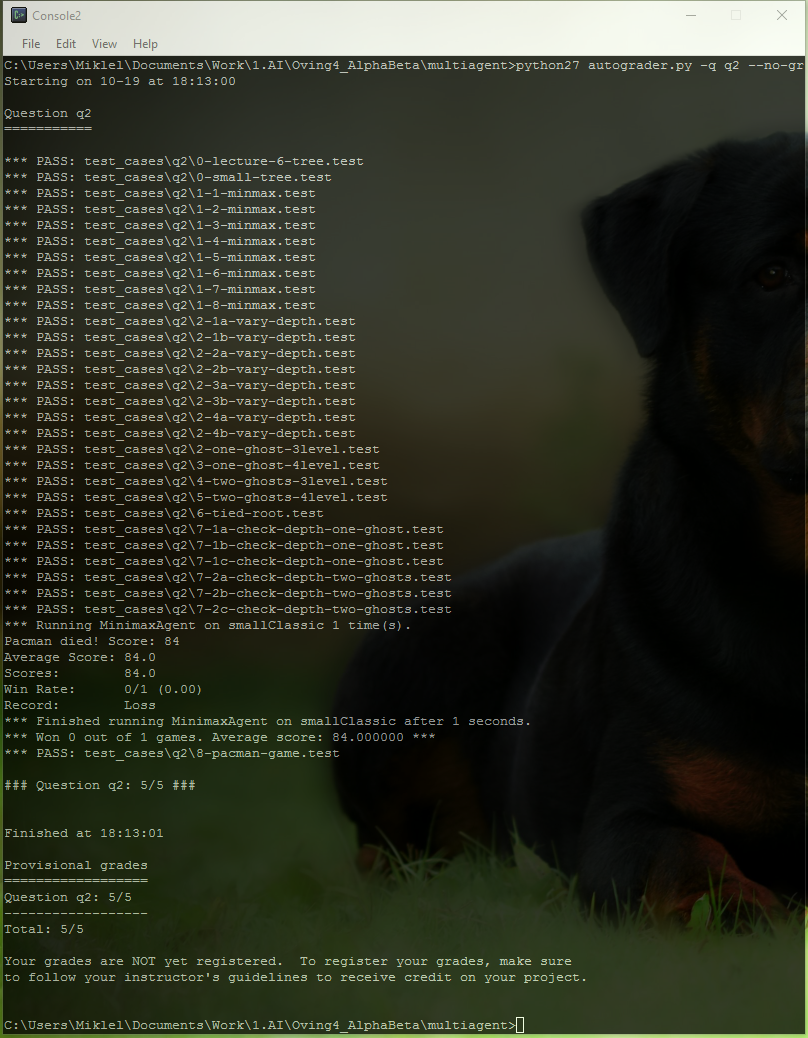 Console2
File Edit View Help
C:\Users\Miklel\Documents\Work\1.AI\Oving4_AlphaBeta\multiagent>python27 autograder.py -q q2 --no-gr
Starting on 10-19 at 18:13:00
Question q2
===========
*** PASS: test_cases\q2\0-lecture-6-tree.test
*** PASS: test_cases\q2\0-small-tree.test
*** PASS: test_cases\q2\1-1-minmax.test
*** PASS: test_cases\q2\1-2-minmax.test
*** PASS: test_cases\q2\1-3-minmax.test
*** PASS: test_cases\q2\1-4-minmax.test
*** PASS: test_cases\q2\1-5-minmax.test
*** PASS: test_cases\q2\1-6-minmax.test
*** PASS: test_cases\q2\1-7-minmax.test
*** PASS: test_cases\q2\1-8-minmax.test
*** PASS: test_cases\q2\2-1a-vary-depth.test
*** PASS: test_cases\q2\2-1b-vary-depth.test
*** PASS: test_cases\q2\2-2a-vary-depth.test
*** PASS: test_cases\q2\2-2b-vary-depth.test
*** PASS: test_cases\q2\2-3a-vary-depth.test
*** PASS: test_cases\q2\2-3b-vary-depth.test
*** PASS: test_cases\q2\2-4a-vary-depth.test
*** PASS: test_cases\q2\2-4b-vary-depth.test
*** PASS: test_cases\q2\2-one-ghost-3level.test
*** PASS: test_cases\q2\3-one-ghost-4level.test
*** PASS: test_cases\q2\4-two-ghosts-3level.test
*** PASS: test_cases\q2\5-two-ghosts-4level.test
*** PASS: test_cases\q2\6-tied-root.test
*** PASS: test_cases\q2\7-1a-check-depth-one-ghost.test
*** PASS: test_cases\q2\7-1b-check-depth-one-ghost.test
*** PASS: test_cases\q2\7-1c-check-depth-one-ghost.test
*** PASS: test_cases\q2\7-2a-check-depth-two-ghosts.test
*** PASS: test_cases\q2\7-2b-check-depth-two-ghosts.test
*** PASS: test_cases\q2\7-2c-check-depth-two-ghosts.test
*** Running MinimaxAgent on smallClassic 1 time(s).
Pacman died! Score: 84
Average Score: 84.0
Scores:        84.0
Win Rate:      0/1 (0.00)
Record:        Loss
*** Finished running MinimaxAgent on smallClassic after 1 seconds.
*** Won 0 out of 1 games. Average score: 84.000000 ***
*** PASS: test_cases\q2\8-pacman-game.test
### Question q2: 5/5 ###
Finished at 18:13:01
Provisional grades
==================
Question q2: 5/5
------------------
Total: 5/5
Your grades are NOT yet registered.  To register your grades, make sure
to follow your instructor's guidelines to receive credit on your project.
C:\Users\Miklel\Documents\Work\1.AI\Oving4_AlphaBeta\multiagent>